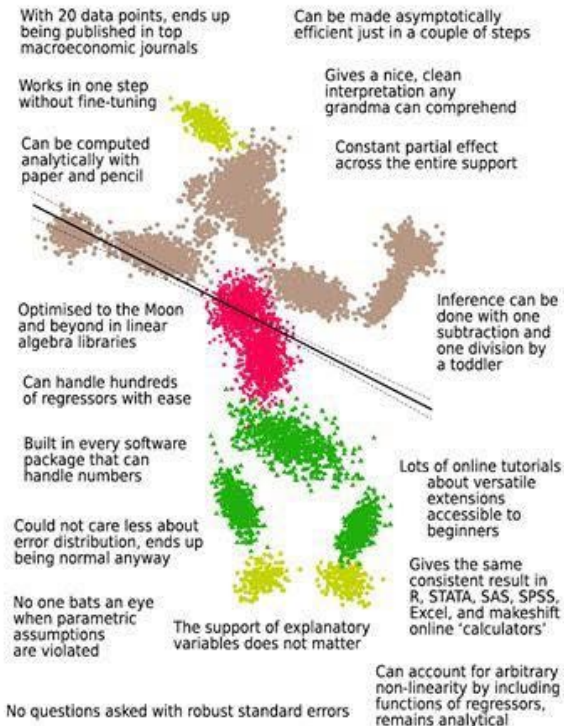 With 20 data points, ends up
being published in top
macroeconomic journals
Can be made asymptotically
efficient just in a couple of steps
Works in one step
without fine-tuning
Gives a nice, clean
interpretation any
grandma can comprehend
Can be computed
analytically with
paper and pencil
Constant partial effect
across the entire support
Optimised to the Moon
and beyond in linear
algebra libraries
Inference can be
done with one
subtraction and
one division by
a toddler
Can handle hundreds
of regressors with ease
Built in every software
package that can
handle numbers
Lots of online tutorials
about versatile
extensions
accessible to
beginners
Could not care less about
error distribution, ends up
being normal anyway
Gives the same
consistent result in
R, STATA, SAS, SPSS,
Excel, and makeshift
online ‘calculators’
No one bats an eye
when parametric
assumptions
are violated
The support of explanatory
variables does not matter
Can account for arbitrary
non-linearity by including
functions of regressors,
remains analytical
No questions asked with robust standard errors